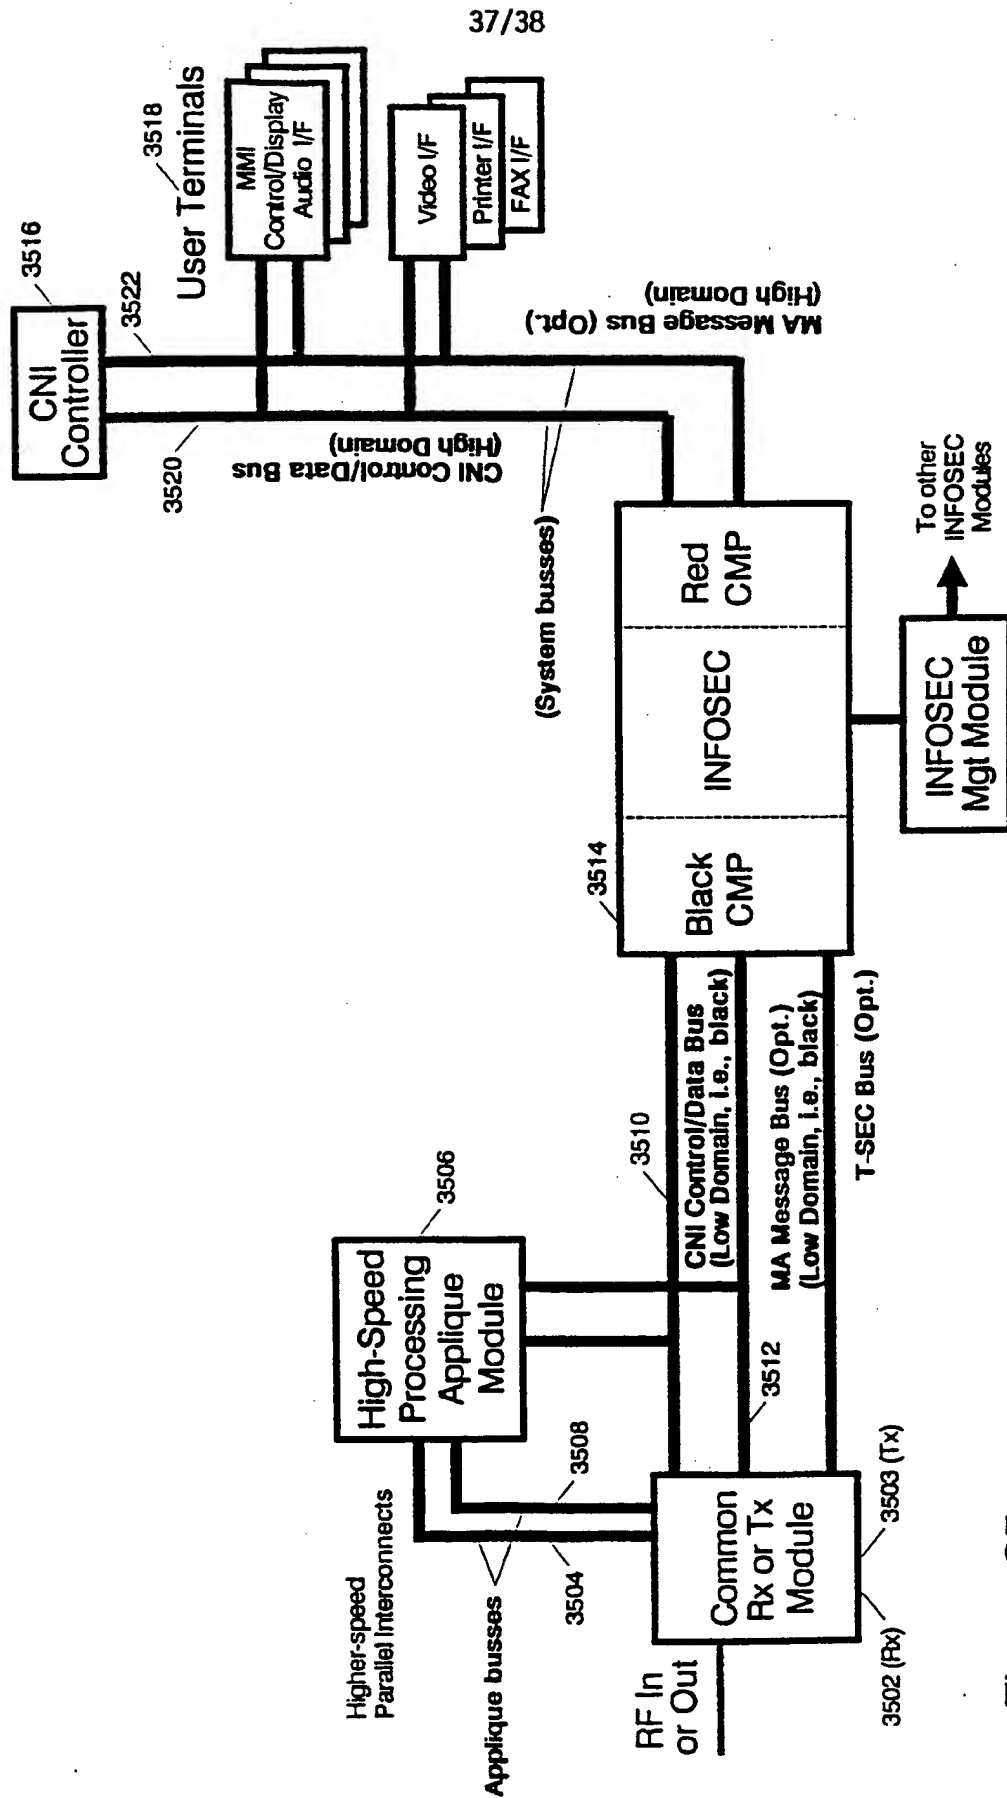 37/38
3516
CNI
Controller
3522
3518
User Terminals
MMI
Control/Display
Audio I/F
Video I/F
Printer I/F
FAX I/F
3520
CNI Control/Data Bus
(High Domain)
MA Message Bus (Opt.)
(High Domain)
(System busses)
3514
Black
CMP
INFOSEC
Red
CMP
INFOSEC
Mgt Module
To other
INFOSEC
Modules
3506
High-Speed
Processing
Applique
Module
3510
CNI Control/Data Bus
(Low Domain, i.e., black)
MA Message Bus (Opt.)
(Low Domain, i.e., black)
T-SEC Bus (Opt.)
3512
Higher-speed
Parallel Interconnects
Applique busses
3508
3504
RF In
or Out
Common
Rx or Tx
Module
3502 (Rx)
3503 (Tx)